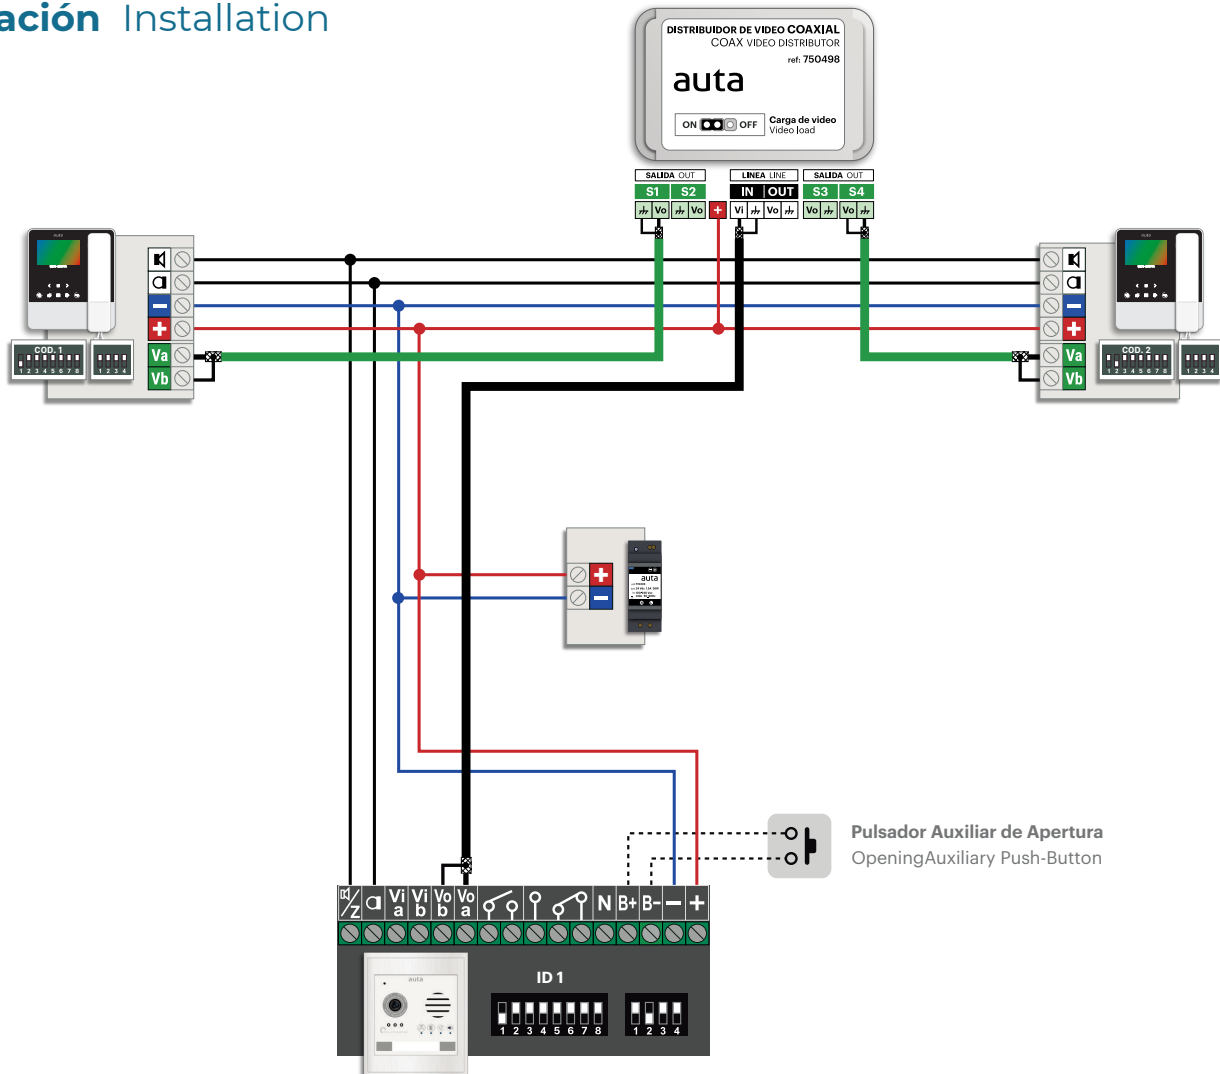 ación Installation
DISTRIBUIDOR DE VIDEO COAXIAL
COAX VIDEO DISTRIBUTOR
ref: 750498
auta
ON OFF Carga de video
Video load
SALIDA OUT LINEA LINE SALIDA OUT
S1 S2 IN OUT S3 S4
Vo Vo + Vi Vo Vo Vo
auta
−
+
Va
Vb
COD. 1
1 2 3 4 5 6 7 8
1 2 3 4
−
+
Va
Vb
COD. 2
1 2 3 4 5 6 7 8
1 2 3 4
+
−
auta
Pulsador Auxiliar de Apertura
OpeningAuxiliary Push-Button
/Z Vi a Vi b Vo b Vo a N B+ B- − +
auta
ID 1
1 2 3 4 5 6 7 8
1 2 3 4